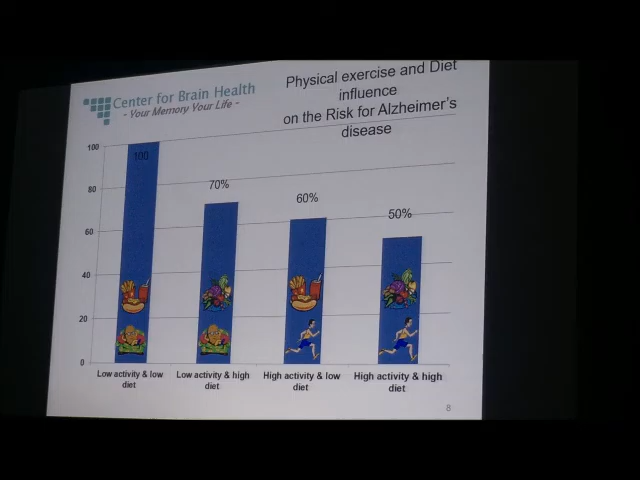 Center for Brain Health
- Your Memory Your Life -
Physical exercise and Diet
influence
on the Risk for Alzheimer's
disease
100
80
60
40
20
0
100
70%
60%
50%
Low activity & low
diet
Low activity & high
diet
High activity & low
diet
High activity & high
diet
8